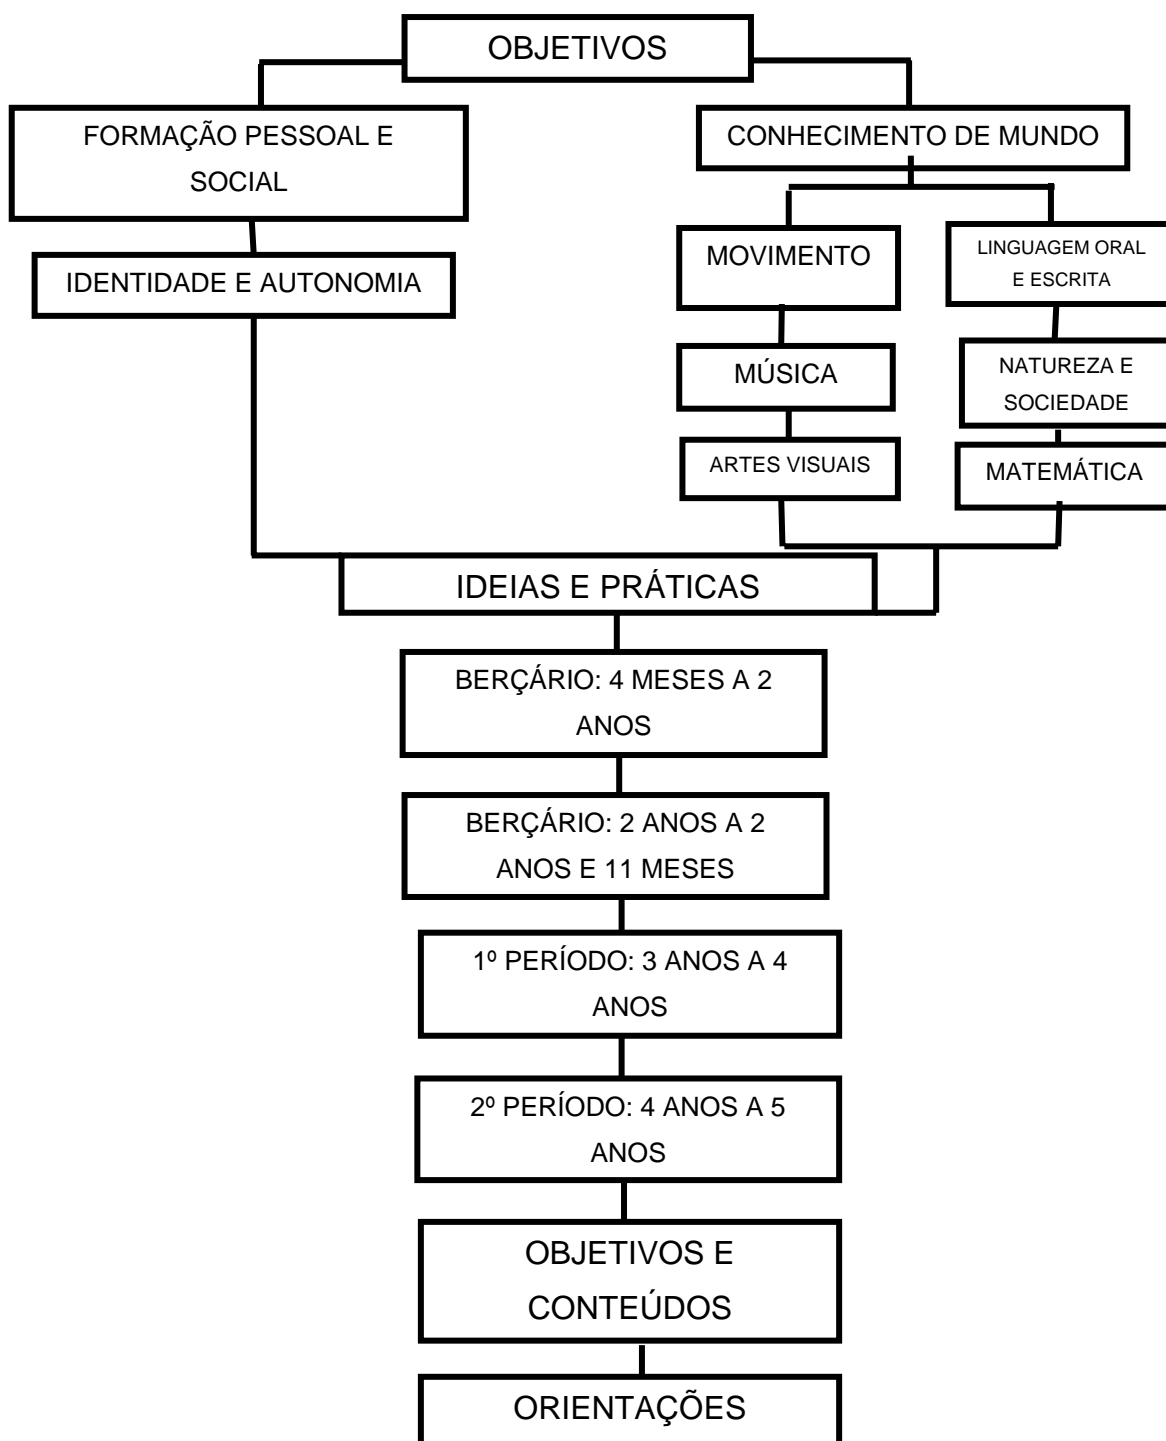 OBJETIVOS
FORMAÇÃO PESSOAL E
SOCIAL
CONHECIMENTO DE MUNDO
IDENTIDADE E AUTONOMIA
MOVIMENTO
LINGUAGEM ORAL
E ESCRITA
MÚSICA
NATUREZA E
SOCIEDADE
ARTES VISUAIS
MATEMÁTICA
IDEIAS E PRÁTICAS
BERÇÁRIO: 4 MESES A 2
ANOS
BERÇÁRIO: 2 ANOS A 2
ANOS E 11 MESES
1º PERÍODO: 3 ANOS A 4
ANOS
2º PERÍODO: 4 ANOS A 5
ANOS
OBJETIVOS E
CONTEÚDOS
ORIENTAÇÕES